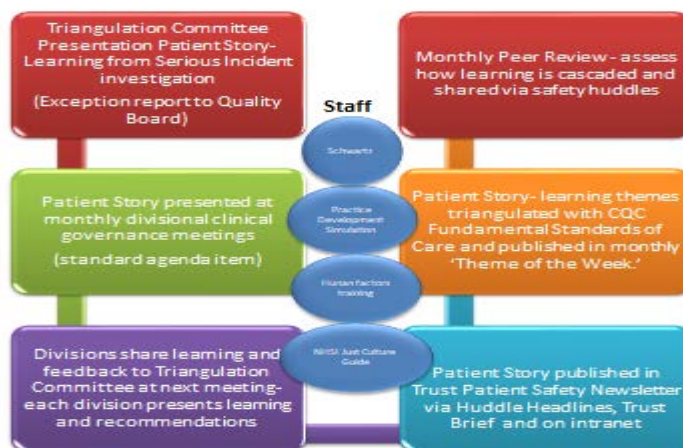 Triangulation Committee
Presentation Patient Story-
Learning from Serious Incident
investigation
(Exception report to Quality
Board)
Monthly Peer Review - assess
how learning is cascaded and
shared via safety huddles
Staff
Schwartz
Patient Story presented at
monthly divisional clinical
governance meetings
(standard agenda item)
Practice
Development
Simulation
Patient Story- learning themes
triangulated with CQC
Fundamental Standards of
Care and published in monthly
'Theme of the Week.'
Human factors
training
Divisions share learning and
feedback to Triangulation
Committee at next meeting-
each division presents learning
and recommendations
NHSI Just Culture
Guide
Patient Story published in
Trust Patient Safety Newsletter
via Huddle Headlines, Trust
Brief and on intranet